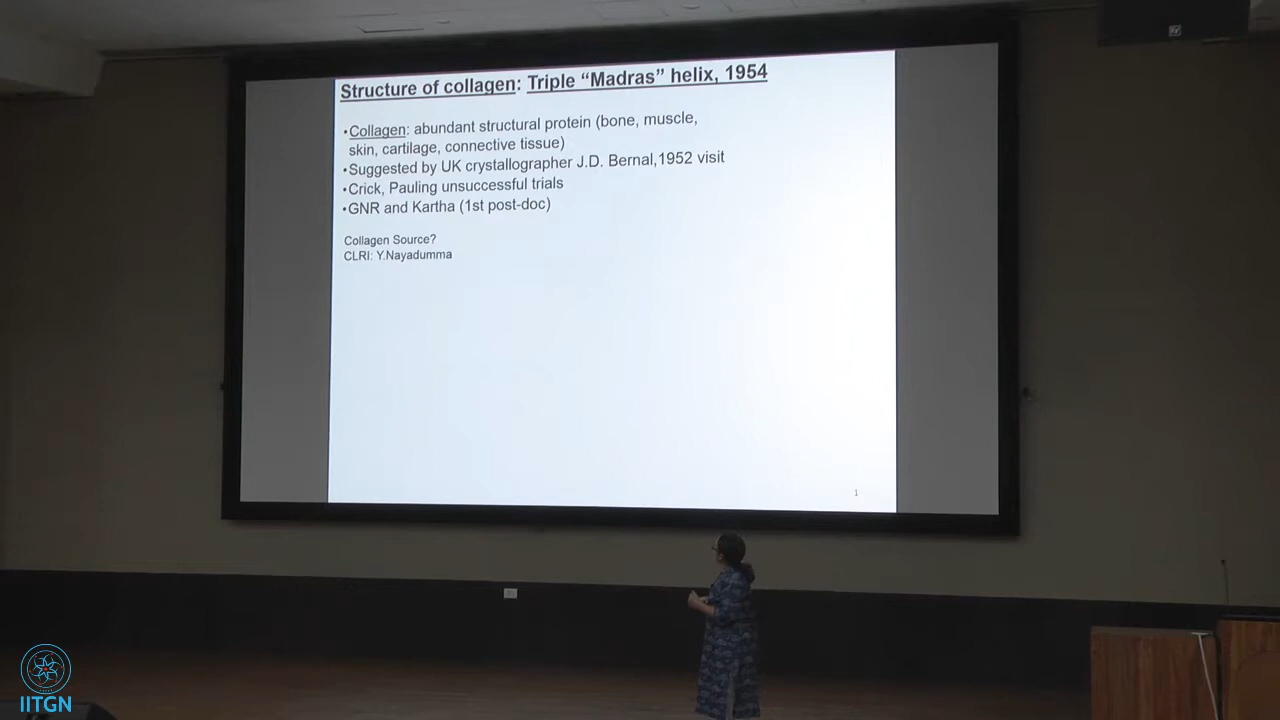 Structure of collagen: Triple “Madras” helix, 1954
•Collagen: abundant structural protein (bone, muscle,
skin, cartilage, connective tissue)
•Suggested by UK crystallographer J.D. Bernal,1952 visit
•Crick, Pauling unsuccessful trials
•GNR and Kartha (1st post-doc)
Collagen Source?
CLRI: Y.Nayadumma
1
IITGN